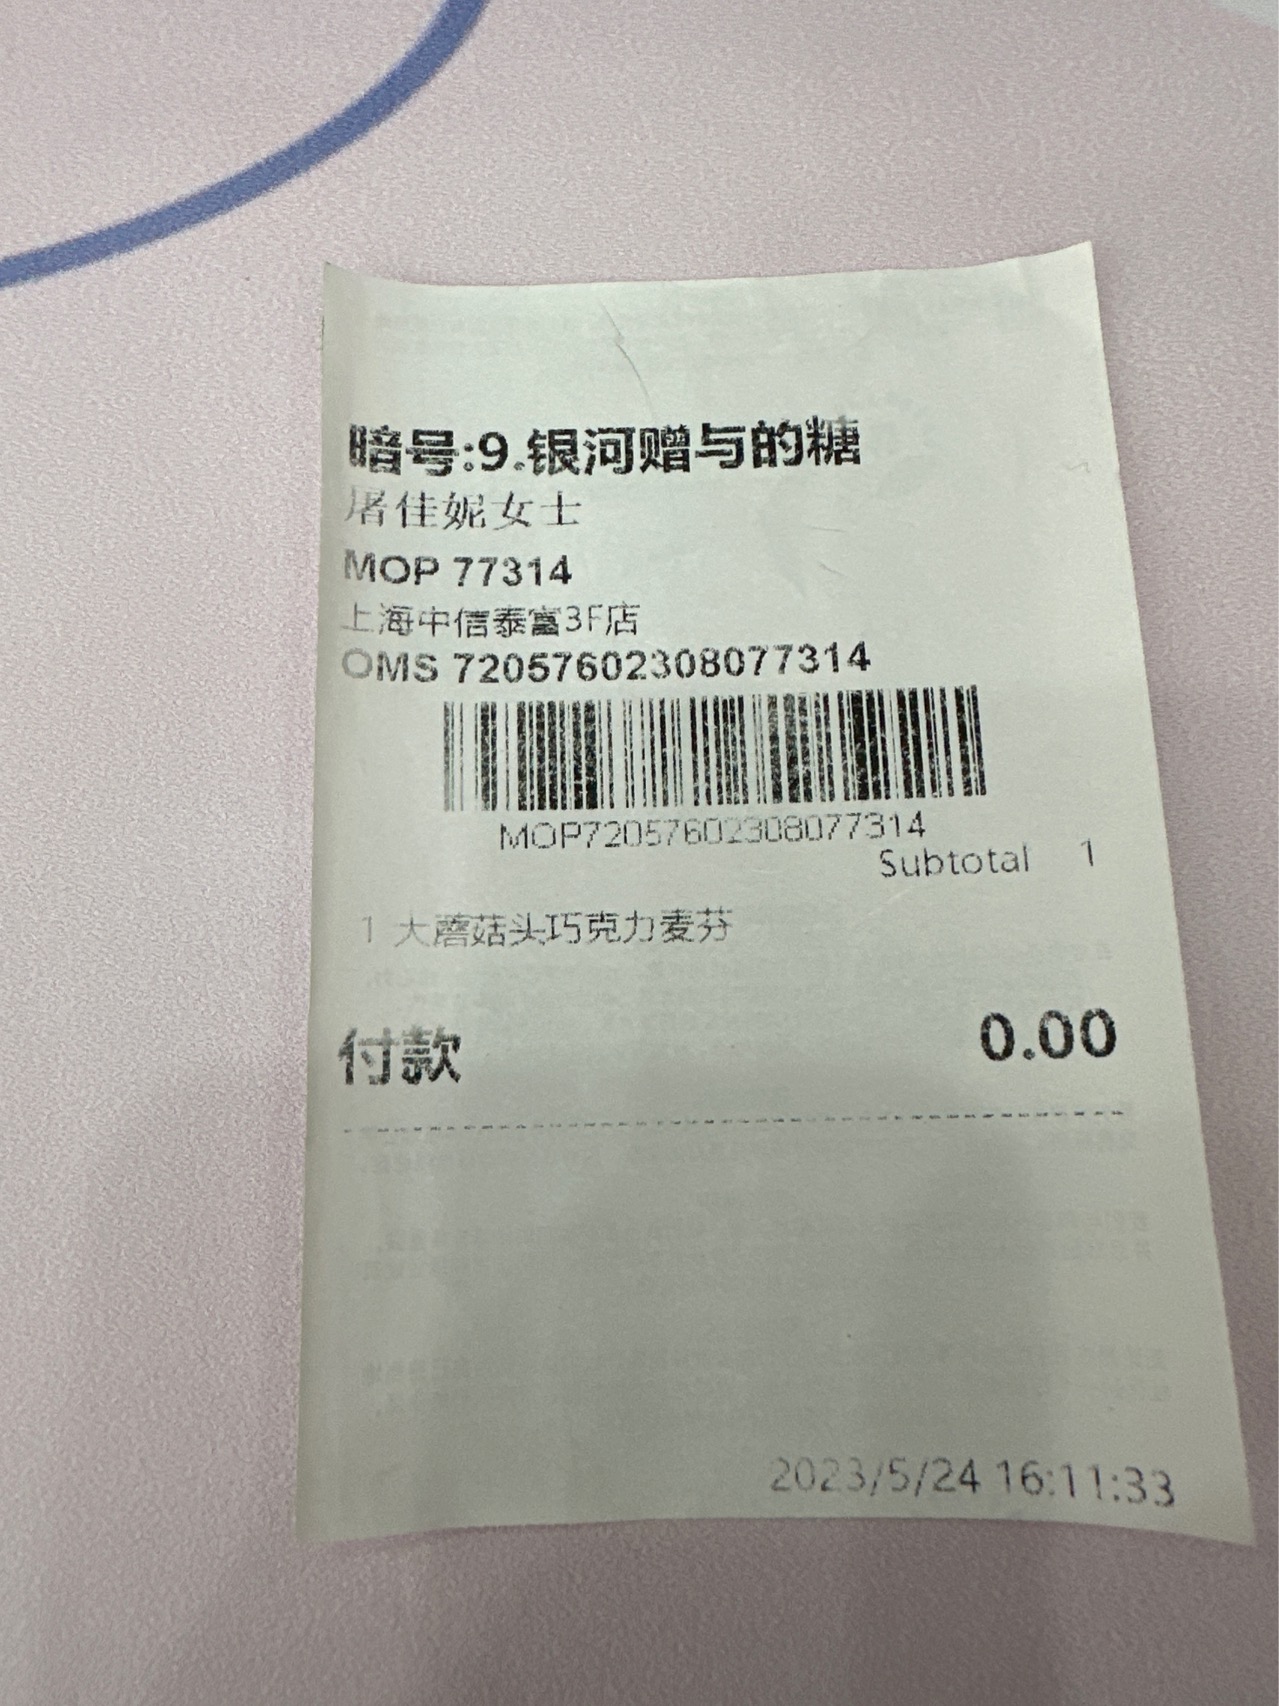 暗号:9.银河赠与的糖
屠佳妮女士
MOP 77314
上海中信泰富3F店
OMS 72057602308077314
MOP72057602308077314
Subtotal 1
1 大蘑菇头巧克力麦芬
付款 0.00
2023/5/24 16:11:33